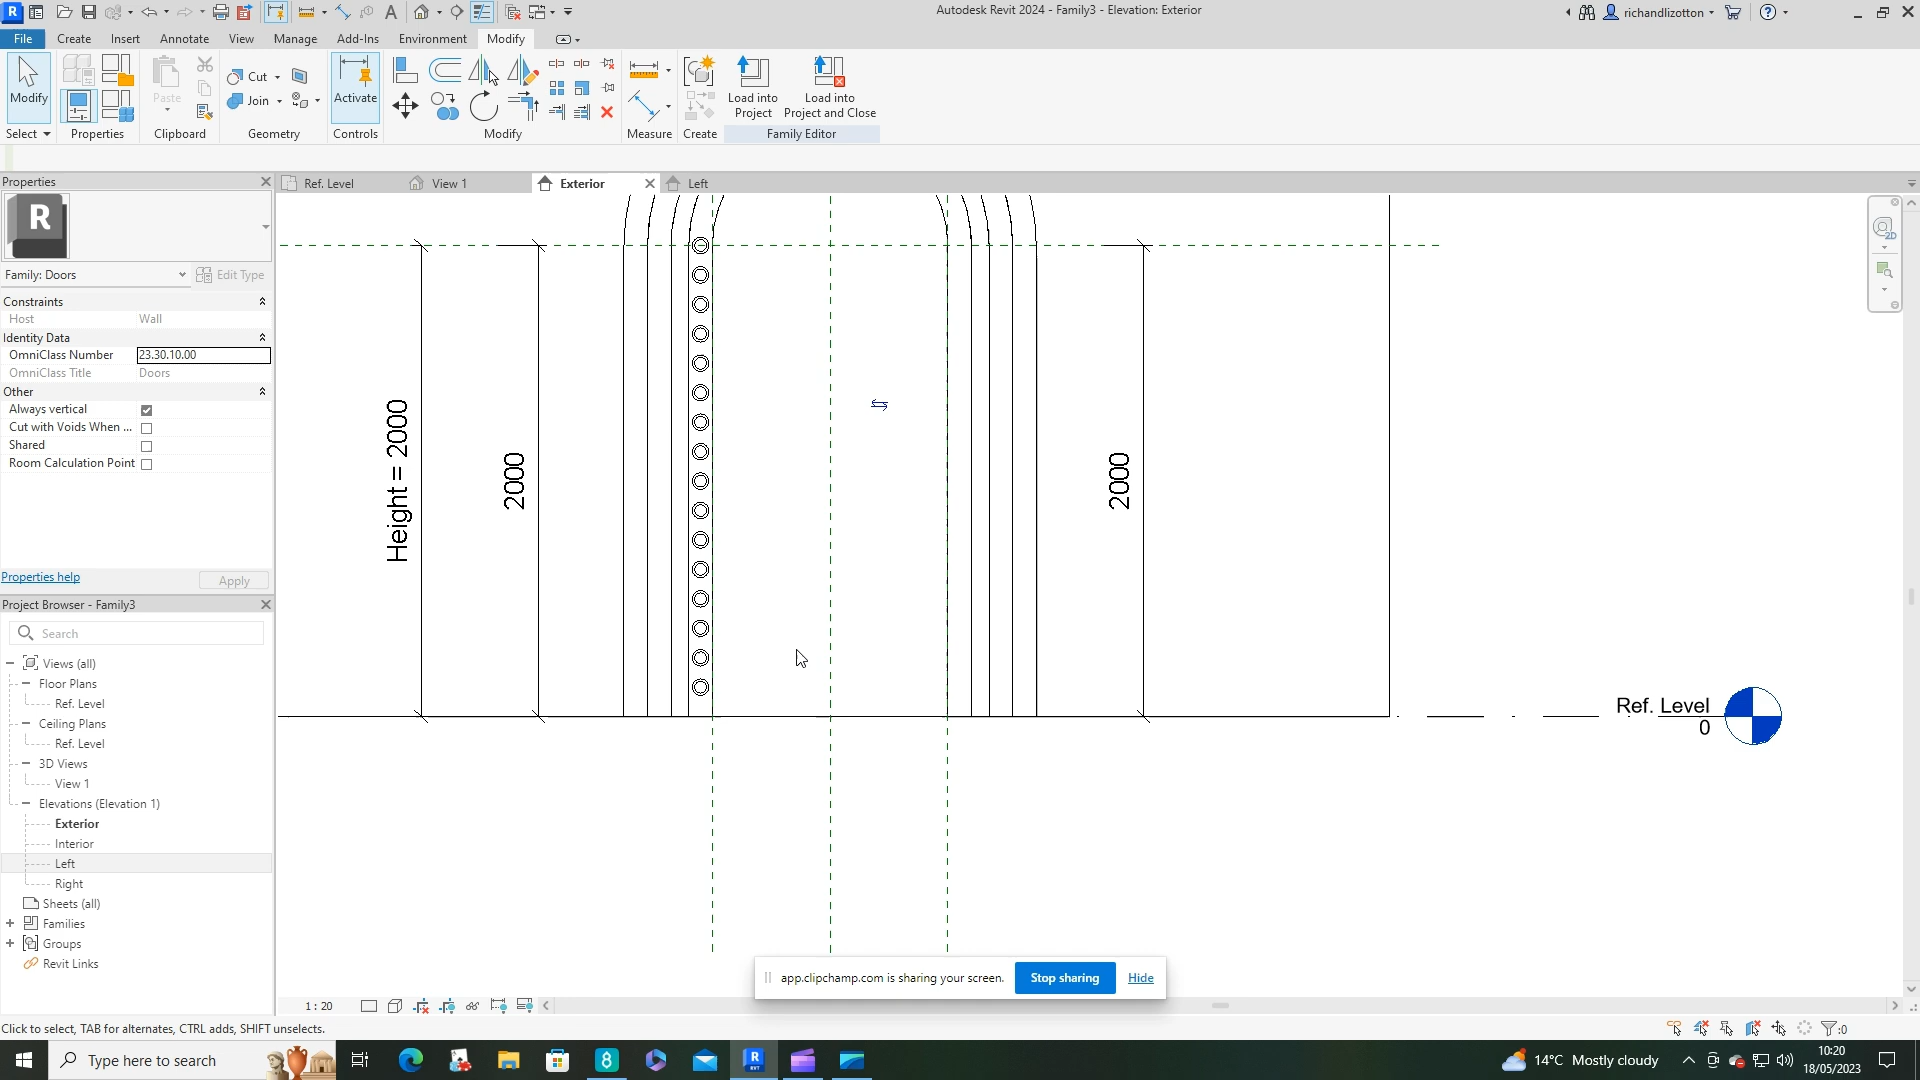 Autodesk Revit 2024 - Family3 - Elevation: Exterior
richandlizotton
File Create Insert Annotate View Manage Add-Ins Environment Modify
Modify
Paste
Cut
Join
Activate
Load into
Project
Load into
Project and Close
Select
Properties
Clipboard
Geometry
Controls
Modify
Measure
Create
Family Editor
Properties
Ref. Level
View 1
Exterior
Left
R
Family: Doors
Edit Type
Constraints
Host Wall
Identity Data
OmniClass Number 23.30.10.00
OmniClass Title Doors
Other
Always vertical
Cut with Voids When ...
Shared
Room Calculation Point
Properties help
Apply
Project Browser - Family3
Search
Views (all)
Floor Plans
Ref. Level
Ceiling Plans
Ref. Level
3D Views
View 1
Elevations (Elevation 1)
Exterior
Interior
Left
Right
Sheets (all)
Families
Groups
Revit Links
Height = 2000
2000
2000
2D
Ref. Level
0
app.clipchamp.com is sharing your screen.
Stop sharing
Hide
1 : 20
Click to select, TAB for alternates, CTRL adds, SHIFT unselects.
:0
Type here to search
14°C Mostly cloudy
10:20
18/05/2023